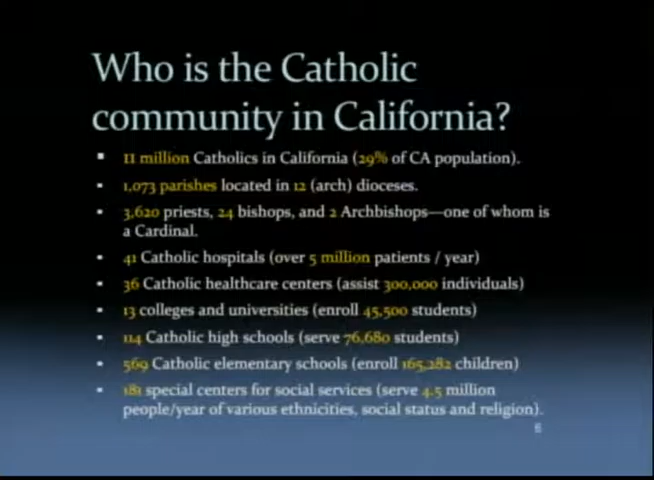 Who is the Catholic
community in California?
▪ 11 million Catholics in California (29% of CA population).
▪ 1,073 parishes located in 12 (arch) dioceses.
▪ 3,620 priests, 24 bishops, and 2 Archbishops—one of whom is
a Cardinal.
▪ 41 Catholic hospitals (over 5 million patients / year)
▪ 36 Catholic healthcare centers (assist 300,000 individuals)
▪ 13 colleges and universities (enroll 45,500 students)
▪ 114 Catholic high schools (serve 76,680 students)
▪ 569 Catholic elementary schools (enroll 165,282 children)
▪ 181 special centers for social services (serve 4.5 million
people/year of various ethnicities, social status and religion).
6